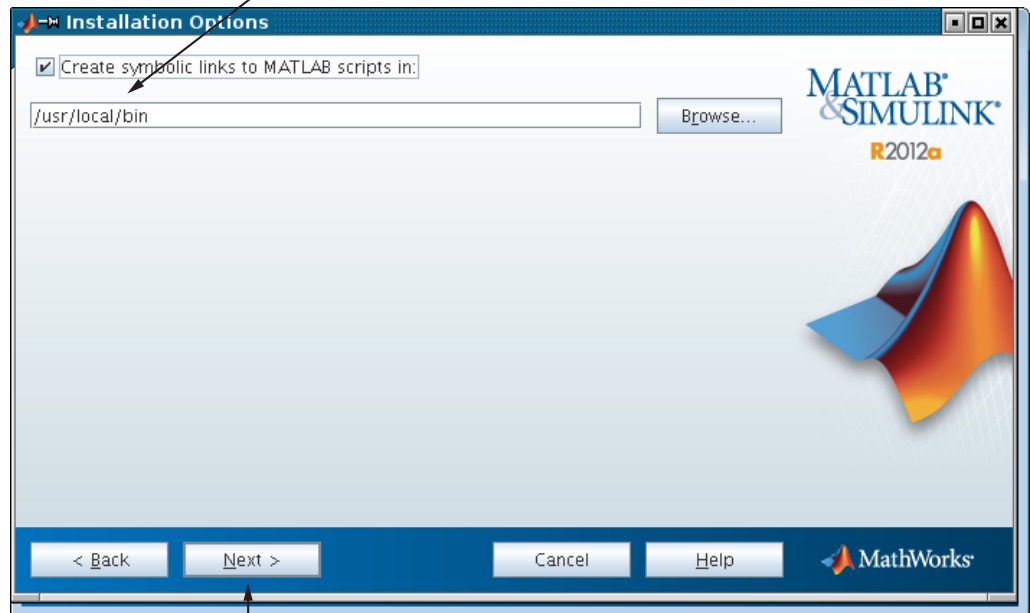 Installation Options
Create symbolic links to MATLAB scripts in:
/usr/local/bin
Browse...
MATLAB®
&SIMULINK®
R2012a
< Back
Next >
Cancel
Help
MathWorks®